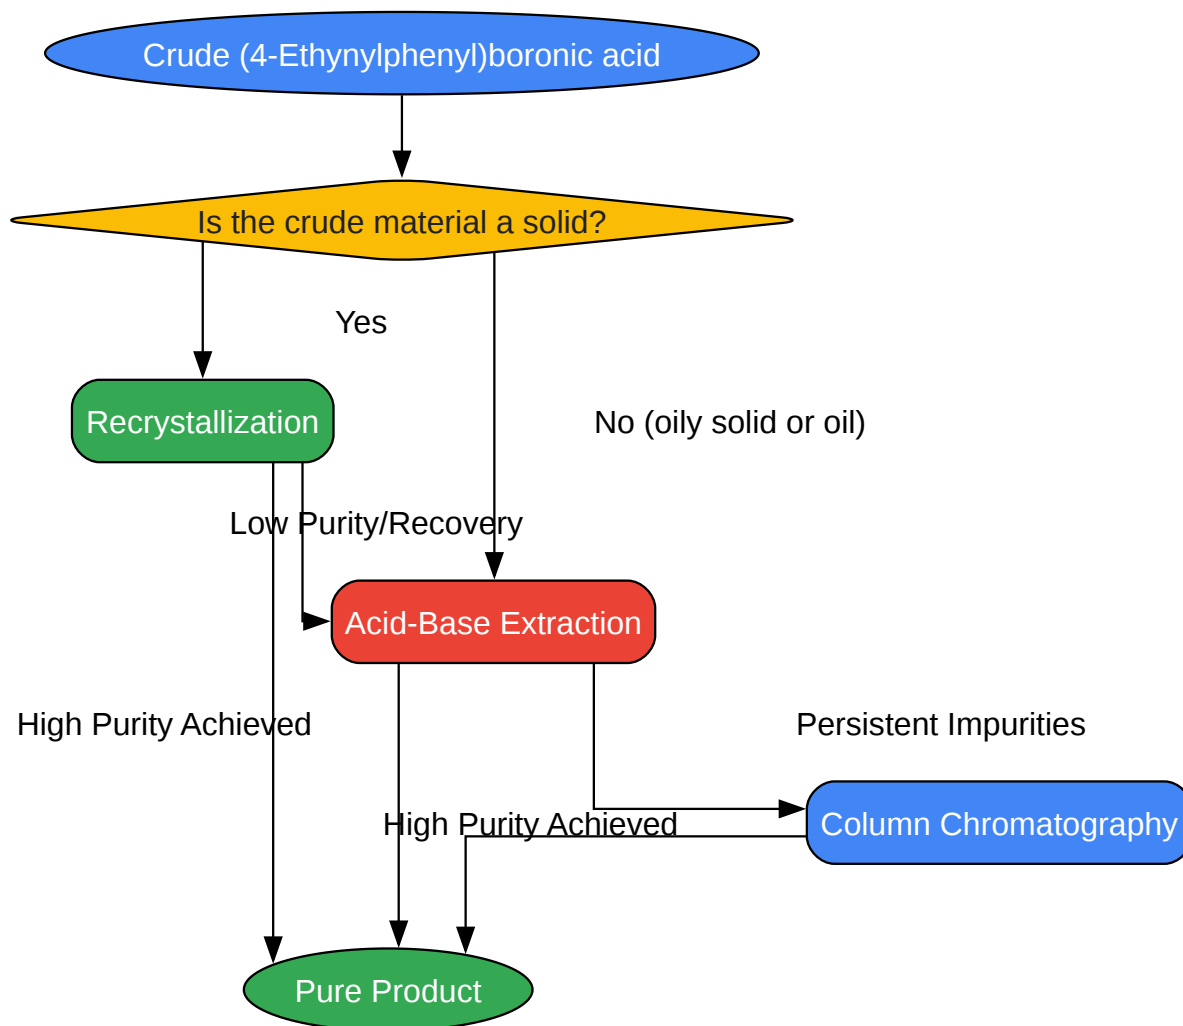 Crude (4-Ethynylphenyl)boronic acid
Is the crude material a solid?
Yes
Recrystallization
No (oily solid or oil)
Low Purity/Recovery
Acid-Base Extraction
High Purity Achieved
Persistent Impurities
High Purity Achieved
Column Chromatography
Pure Product